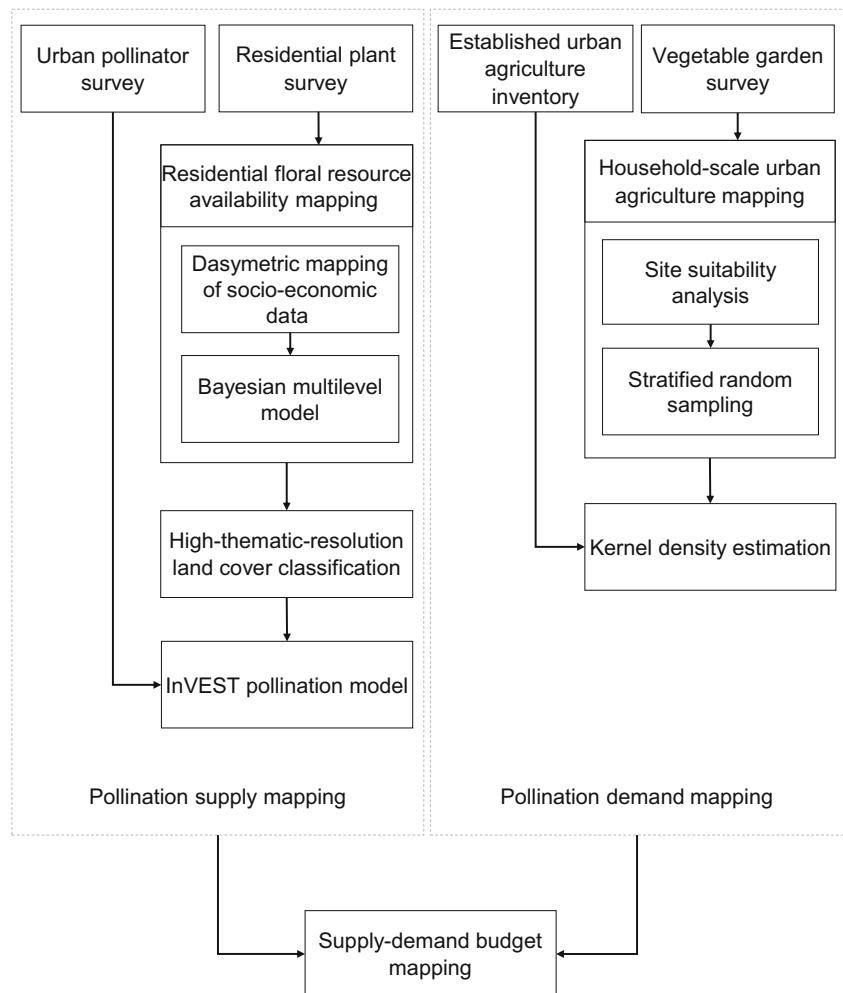 Urban pollinator
survey
Residential plant
survey
Residential floral resource
availability mapping
Dasymetric mapping
of socio-economic
data
Bayesian multilevel
model
High-thematic-resolution
land cover classification
InVEST pollination model
Pollination supply mapping
Established urban
agriculture
inventory
Vegetable garden
survey
Household-scale urban
agriculture mapping
Site suitability
analysis
Stratified random
sampling
Kernel density estimation
Pollination demand mapping
Supply-demand budget
mapping